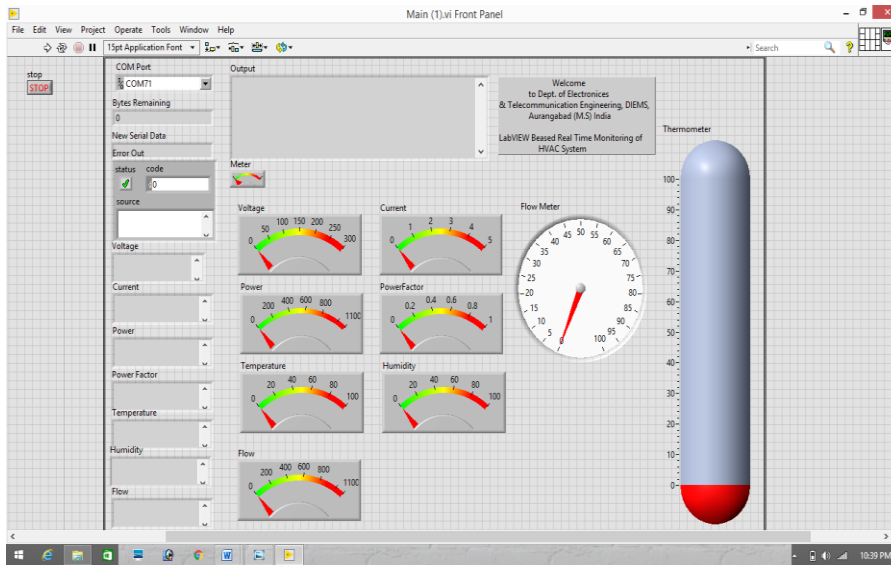 Main (1).vi Front Panel
File Edit View Project Operate Tools Window Help
15pt Application Font
Search
stop
STOP
COM Port
COM71
Bytes Remaining
0
New Serial Data
Error Out
status code
0
source
Voltage
Current
Power
Power Factor
Temperature
Humidity
Flow
Output
Welcome
to Dept. of Electronices
& Telecommunication Engineering, DIEMS,
Aurangabad (M.S) India
LabVIEW Beased Real Time Monitoring of
HVAC System
Meter
Voltage
0 50 100 150 200 250 300
Current
0 1 2 3 4 5
Power
0 200 400 600 800 1100
PowerFactor
0 0.2 0.4 0.6 0.8 1
Temperature
0 20 40 60 80 100
Humidity
0 20 40 60 80 100
Flow
0 200 400 600 800 1100
Flow Meter
0 5 10 15 20 25 30 35 40 45 50 55 60 65 70 75 80 85 90 95 100
Thermometer
100
90
80
70
60
50
40
30
20
10
0
10:39 PM